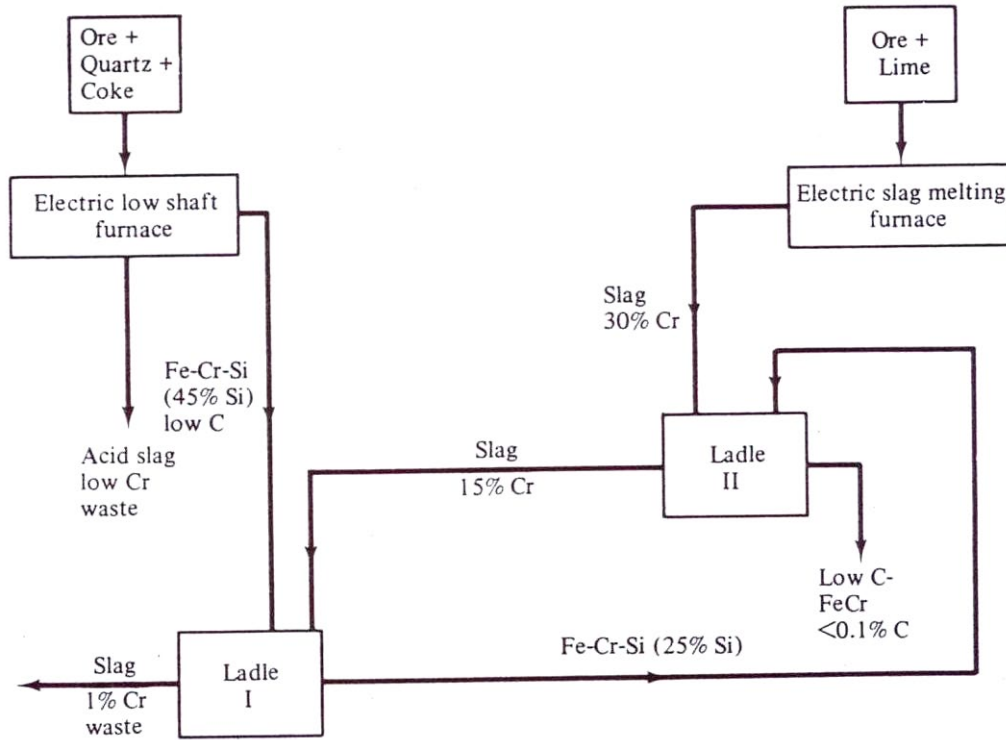 Ore +
Quartz +
Coke
Ore +
Lime
Electric low shaft
furnace
Electric slag melting
furnace
Slag
30% Cr
Fe-Cr-Si
(45% Si)
low C
Acid slag
low Cr
waste
Slag
15% Cr
Ladle
II
Low C-
FeCr
<0.1% C
Fe-Cr-Si (25% Si)
Slag
1% Cr
waste
Ladle
I